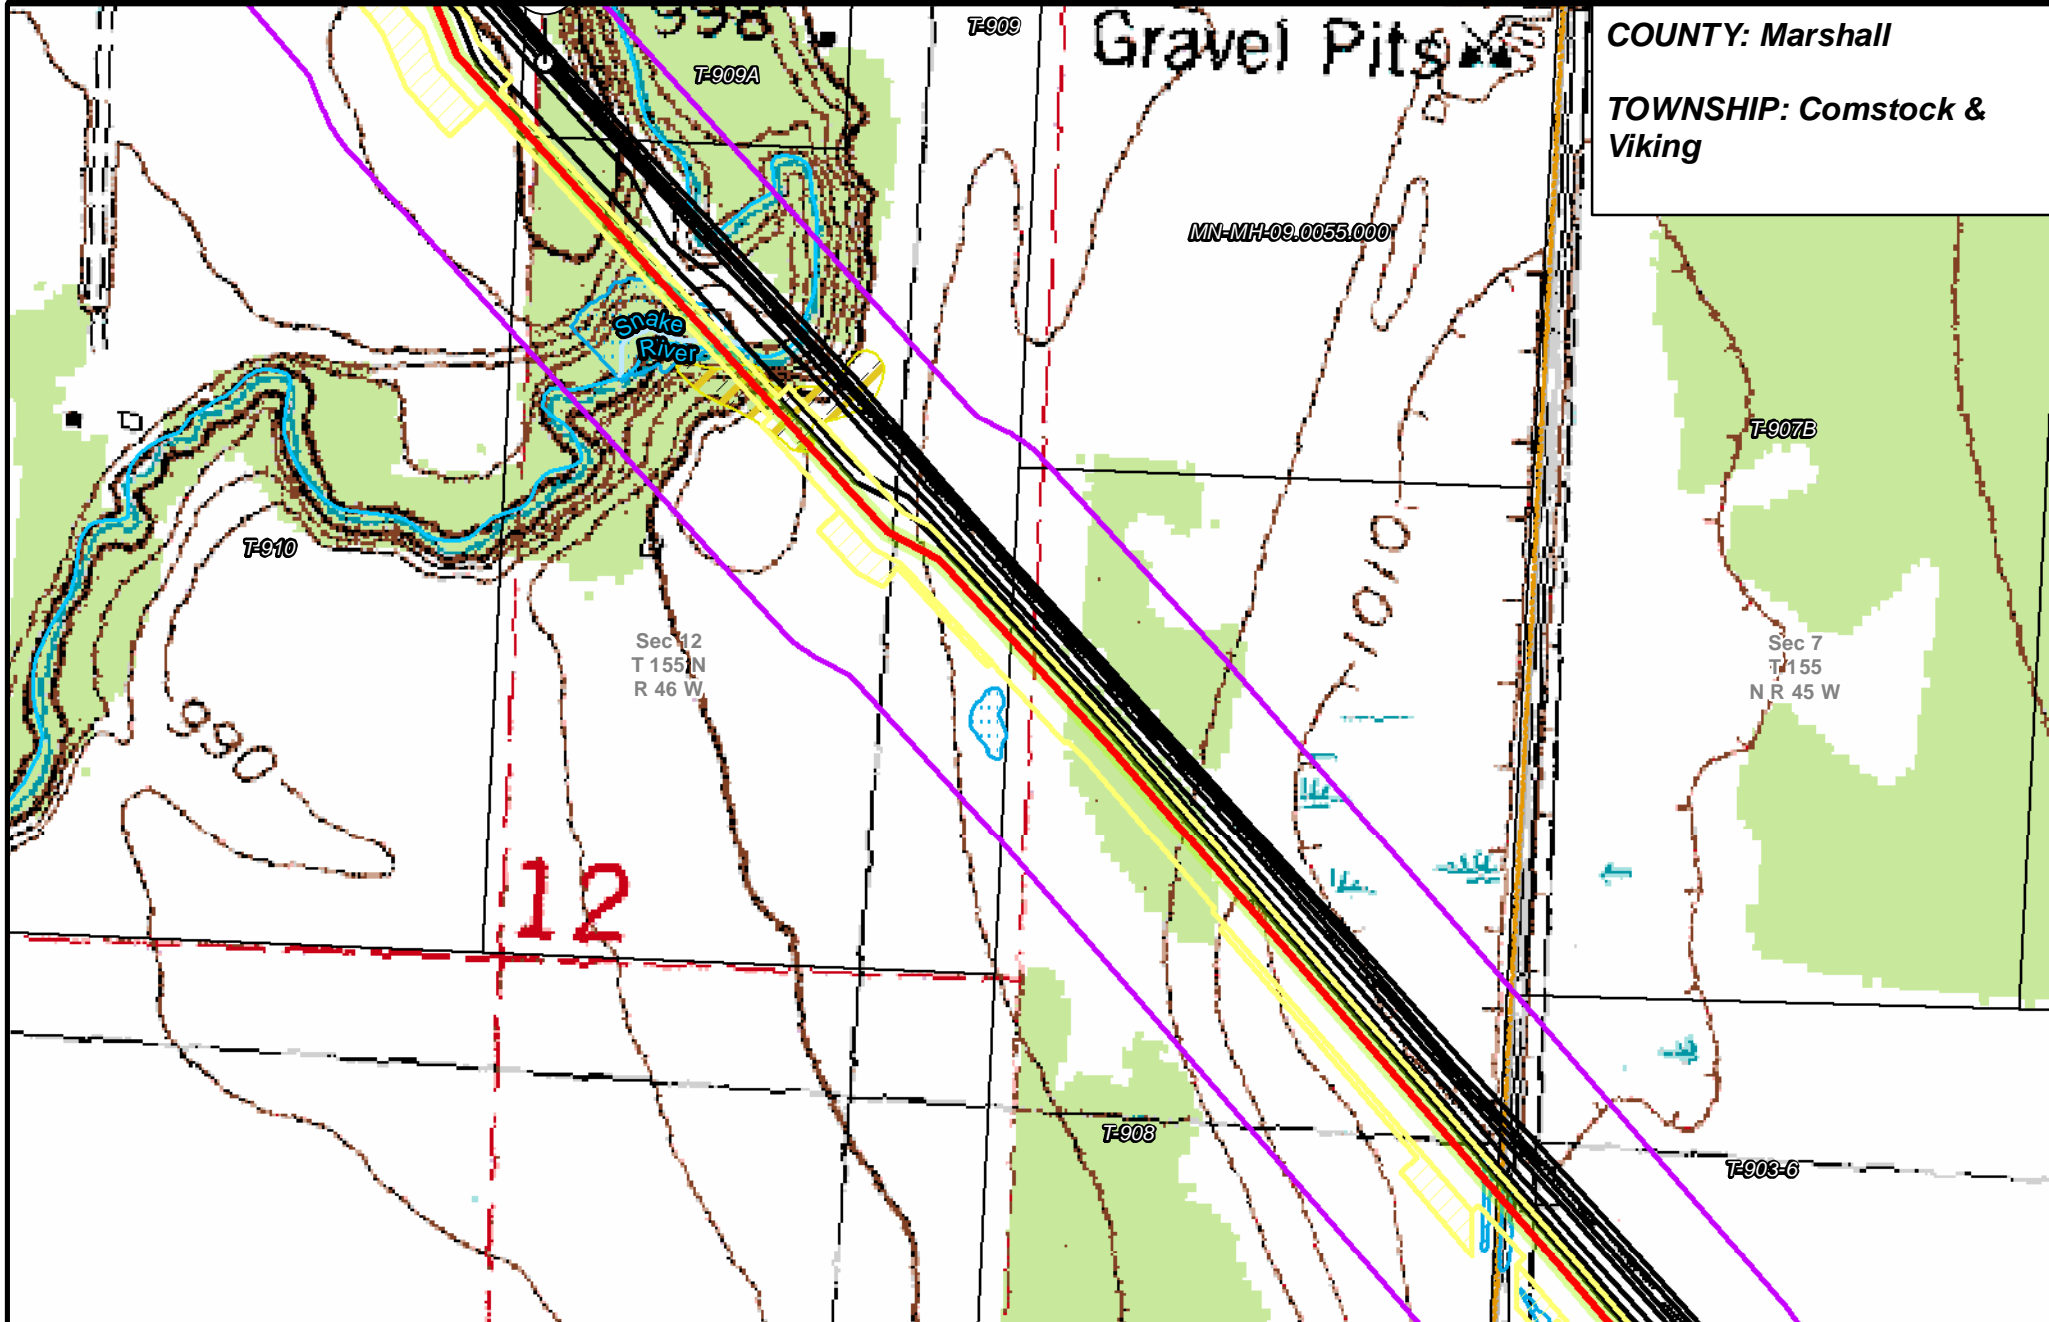 998
T-909
Gravel Pits
COUNTY: Marshall
TOWNSHIP: Comstock &
Viking
T-909A
MN-MH-09.0055.000
Snake
River
T-907B
T-910
1010
Sec 12
T 155 N
R 46 W
Sec 7
T 155
N R 45 W
990
12
T-908
T-903-6